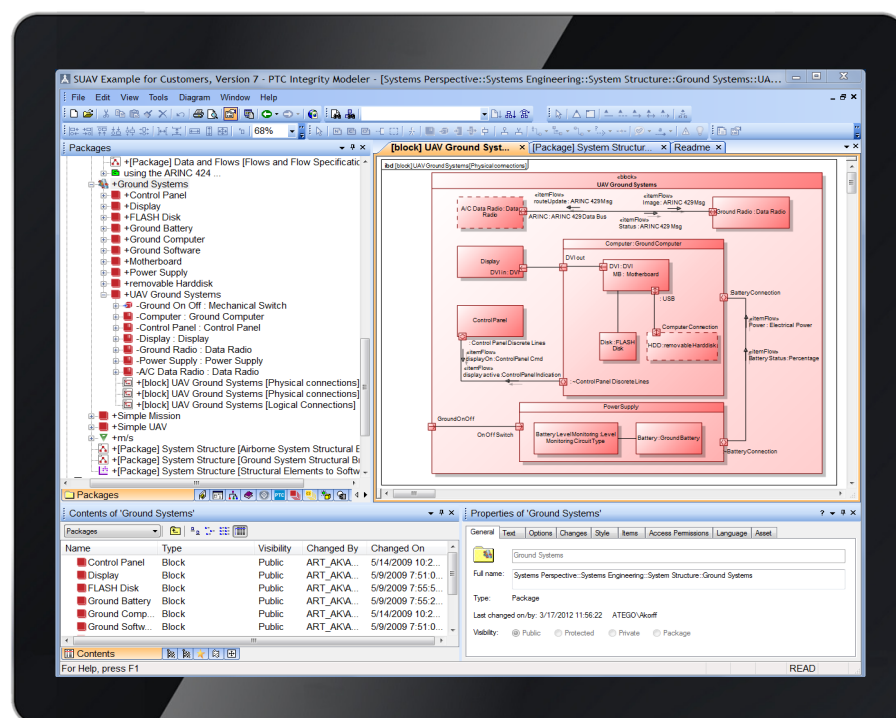 SUAV Example for Customers, Version 7 - PTC Integrity Modeler - [Systems Perspective::Systems Engineering::System Structure::Ground Systems::UA...
File Edit View Tools Diagram Window Help
68%
Packages
[block] UAV Ground Syst... × [Package] System Structur... × Readme ×
+[Package] Data and Flows [Flows and Flow Specificatic
using the ARINC 424 ...
+Ground Systems
+Control Panel
+Display
+FLASH Disk
+Ground Battery
+Ground Computer
+Ground Software
+Motherboard
+Power Supply
+removable Harddisk
+UAV Ground Systems
-Ground On Off : Mechanical Switch
-Computer : Ground Computer
-Control Panel : Control Panel
-Display : Display
-Ground Radio : Data Radio
-Power Supply : Power Supply
-A/C Data Radio : Data Radio
+[block] UAV Ground Systems [Physical connections]
+[block] UAV Ground Systems [Physical connections]
+[block] UAV Ground Systems [Logical Connections]
+Simple Mission
+Simple UAV
+m/s
+[Package] System Structure [Airborne System Structural E
+[Package] System Structure [Ground System Structural Br
+[Package] System Structure [Structural Elements to Softw
Packages
ibd [block] UAV Ground Systems [Physical connections]
«block»
UAV Ground Systems
A/C Data Radio : Data
Radio
«itemFlow»
routeUpdate : ARINC 429 Msg
ARINC : ARINC 429 Data Bus
«itemFlow»
Image : ARINC 429 Msg
«itemFlow»
Status : ARINC 429 Msg
Ground Radio : Data Radio
Computer : Ground Computer
Display
DVI in : DVI
DVI out
DVI : DVI
MB : Motherboard
: USB
BatteryConnection
«itemFlow»
Power : Electrical Power
Control Panel
: Control Panel Discrete Lines
Computer Connection
Disk : FLASH
Disk
HDD : removable Harddisk
«itemFlow»
displayOn : ControlPanel Cmd
«itemFlow»
display active : ControlPanel Indication
Battery Status : Percentage
: ~Control Panel Discrete Lines
Power Supply
GroundOnOff
On Off Switch
Battery Level Monitoring : Level
Monitoring Circuit Type
Battery : Ground Battery
~BatteryConnection
Contents of 'Ground Systems'
Packages
Name Type Visibility Changed By Changed On
Control Panel Block Public ART_AK\A... 5/14/2009 10:2...
Display Block Public ART_AK\A... 5/9/2009 7:51:0...
FLASH Disk Block Public ART_AK\A... 5/9/2009 7:55:5...
Ground Battery Block Public ART_AK\A... 5/9/2009 7:55:2...
Ground Comp... Block Public ART_AK\A... 5/14/2009 10:2...
Ground Softw... Block Public ART_AK\A... 5/9/2009 7:51:0...
Contents
Properties of 'Ground Systems'
General Text Options Changes Style Items Access Permissions Language Asset
Ground Systems
Full name: Systems Perspective::Systems Engineering::System Structure::Ground Systems
Type: Package
Last changed on/by: 3/17/2012 11:56:22 ATEGO\Akorff
Visibility: Public Protected Private Package
For Help, press F1
READ